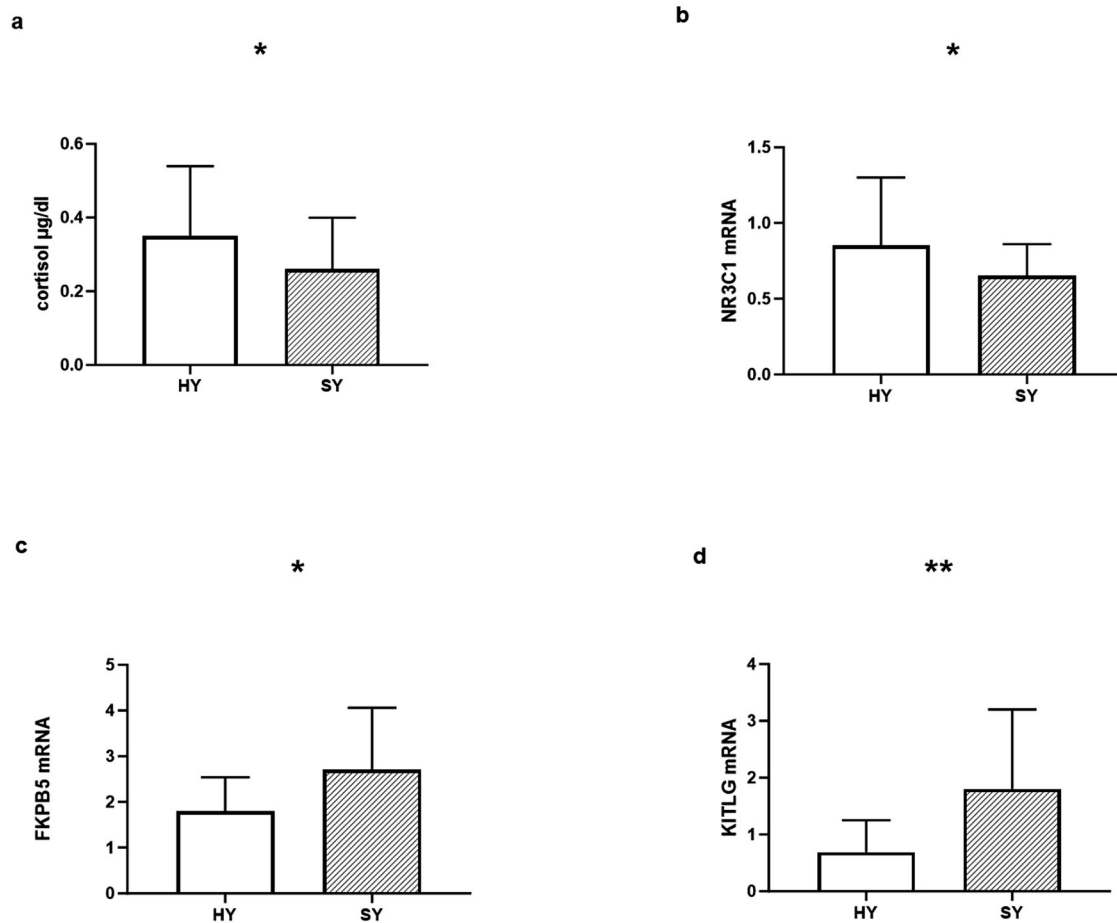 a
*
cortisol µg/dl
0.6
0.4
0.2
0.0
HY
SY
b
*
NR3C1 mRNA
1.5
1.0
0.5
0.0
HY
SY
c
*
FKPB5 mRNA
5
4
3
2
1
0
HY
SY
d
**
KITLG mRNA
4
3
2
1
0
HY
SY